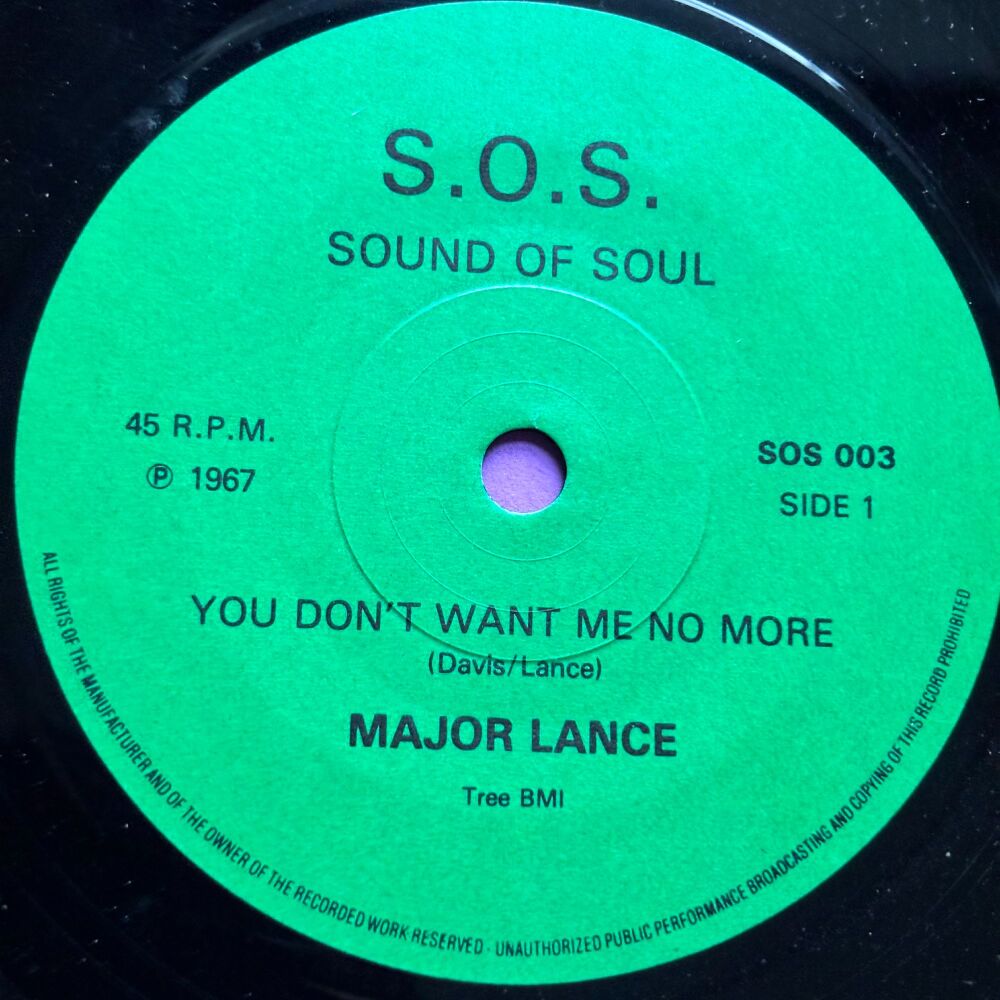 S.O.S.
SOUND OF SOUL
45 R.P.M.
℗ 1967
SOS 003
SIDE 1
YOU DON'T WANT ME NO MORE
(Davis/Lance)
MAJOR LANCE
Tree BMI
ALL RIGHTS OF THE MANUFACTURER AND OF THE OWNER OF THE RECORDED WORK RESERVED - UNAUTHORIZED PUBLIC PERFORMANCE BROADCASTING AND COPYING OF THIS RECORD PROHIBITED